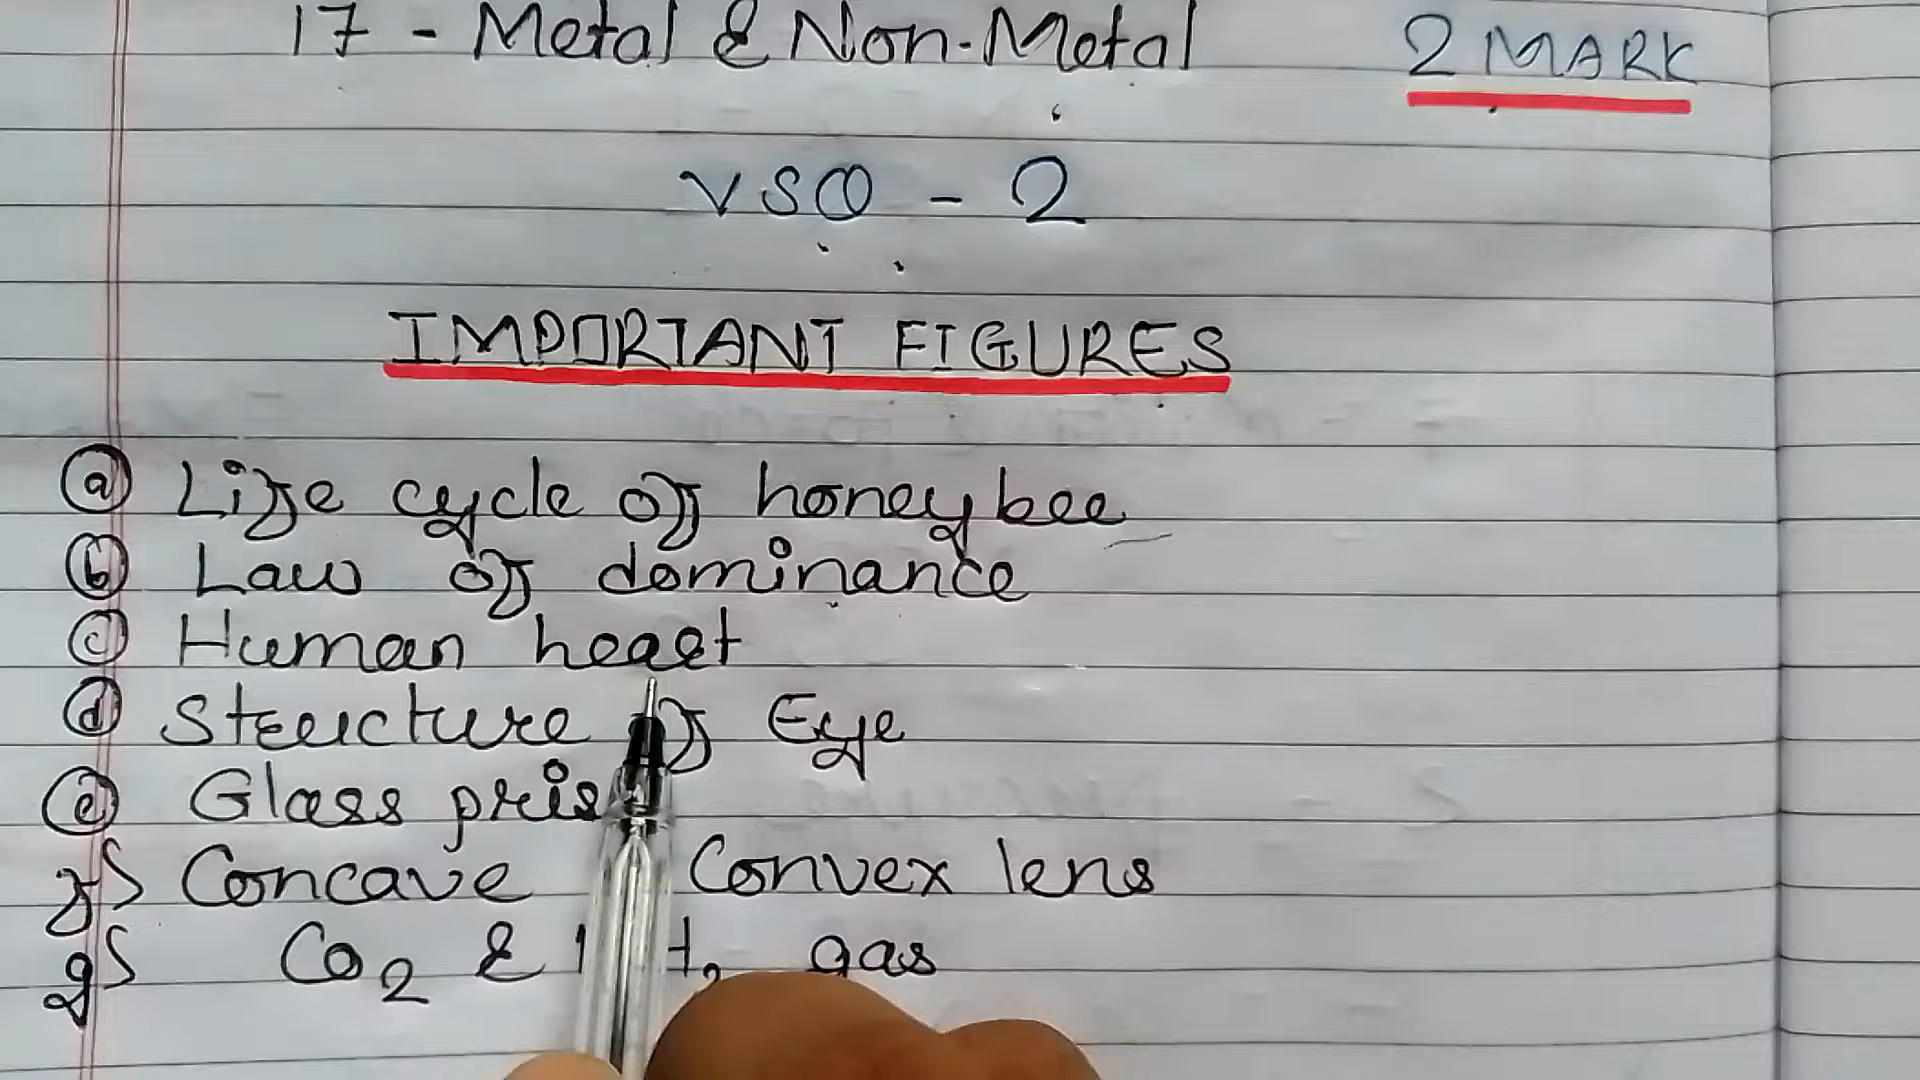 17 - Metal & Non-Metal 2 MARK
VSQ - 2
IMPORTANT FIGURES
(a) Life cycle of honeybee
(b) Law of dominance
(c) Human heart
(d) Structure of Eye
(e) Glass pris
f) Concave Convex lens
g) Co2 & gas